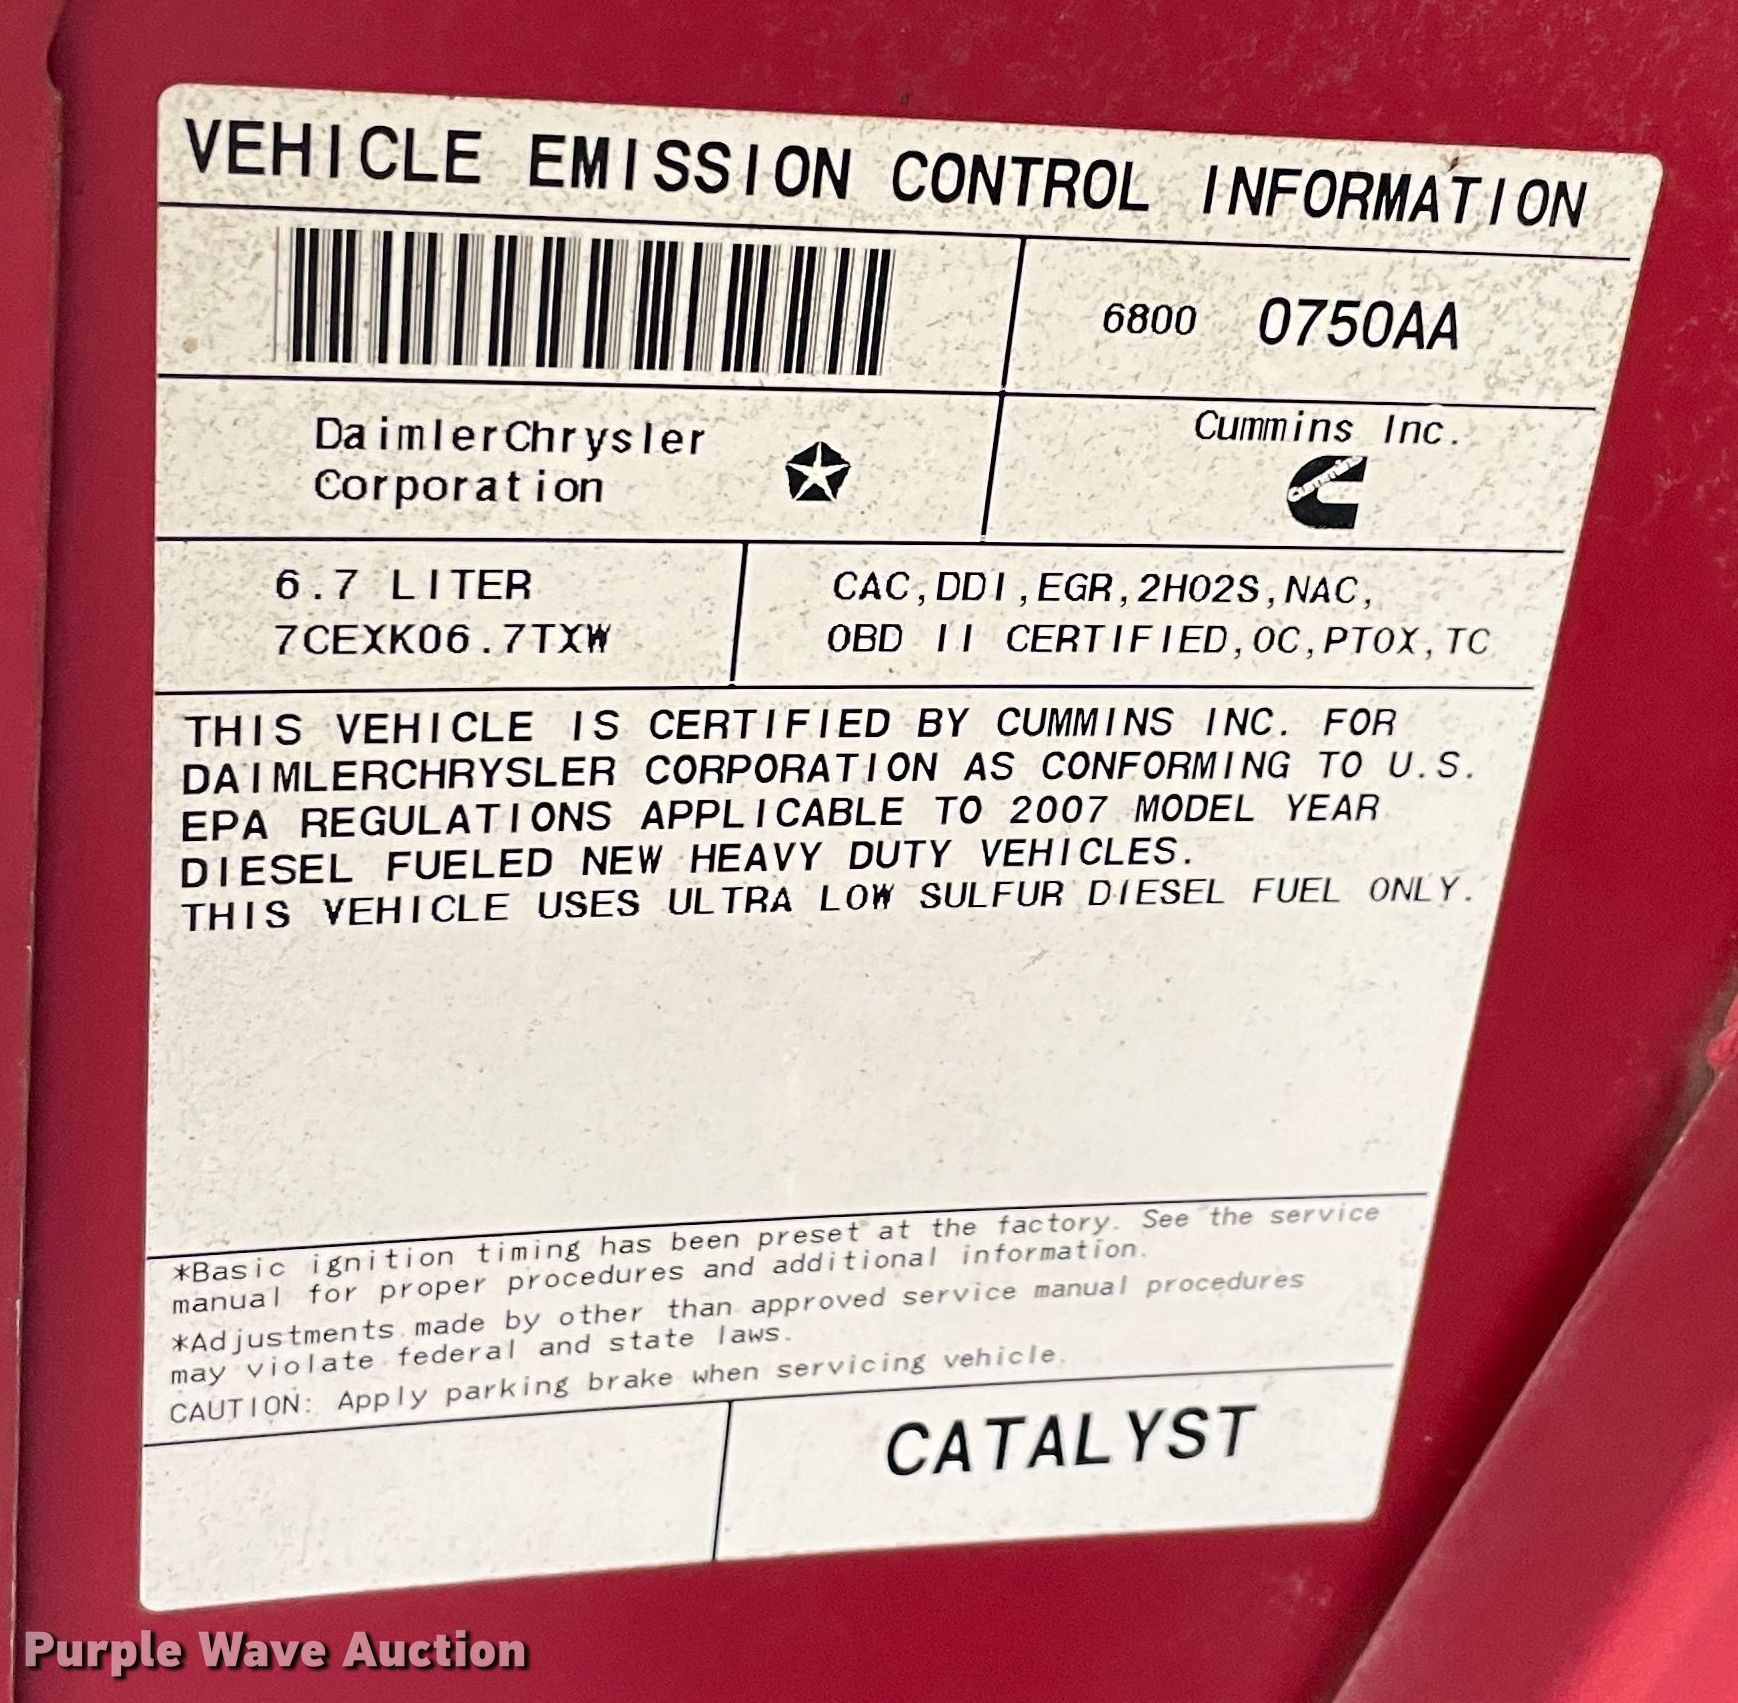 VEHICLE EMISSION CONTROL INFORMATION
6800 0750AA
DaimlerChrysler
Corporation
Cummins Inc.
Cummins
6.7 LITER
7CEXK06.7TXW
CAC,DDI,EGR,2HO2S,NAC,
OBD II CERTIFIED,OC,PTOX,TC
THIS VEHICLE IS CERTIFIED BY CUMMINS INC. FOR
DAIMLERCHRYSLER CORPORATION AS CONFORMING TO U.S.
EPA REGULATIONS APPLICABLE TO 2007 MODEL YEAR
DIESEL FUELED NEW HEAVY DUTY VEHICLES.
THIS VEHICLE USES ULTRA LOW SULFUR DIESEL FUEL ONLY.
*Basic ignition timing has been preset at the factory. See the service
manual for proper procedures and additional information.
*Adjustments made by other than approved service manual procedures
may violate federal and state laws.
CAUTION: Apply parking brake when servicing vehicle.
CATALYST
Purple Wave Auction